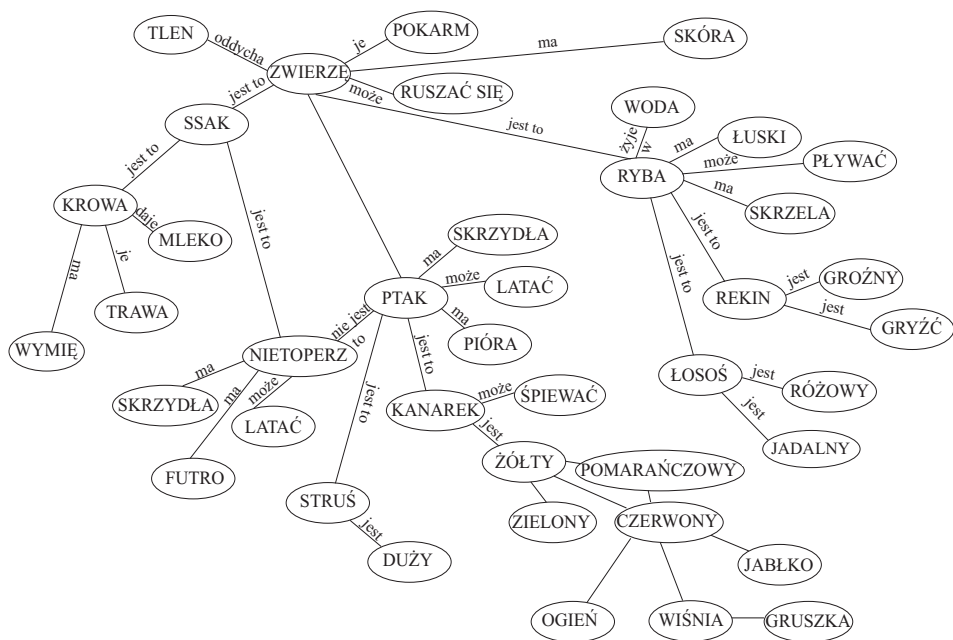 TLEN
oddycha
ZWIERZĘ
je
POKARM
ma
SKÓRA
może
RUSZAĆ SIĘ
jest to
SSAK
jest to
KROWA
daje
MLEKO
ma
WYMIĘ
je
TRAWA
jest to
NIETOPERZ
ma
SKRZYDŁA
ma
FUTRO
może
LATAĆ
nie jest
to
PTAK
ma
SKRZYDŁA
może
LATAĆ
ma
PIÓRA
jest to
STRUŚ
jest
DUŻY
jest to
KANAREK
może
ŚPIEWAĆ
jest
ŻÓŁTY
POMARAŃCZOWY
ZIELONY
CZERWONY
JABŁKO
OGIEŃ
WIŚNIA
GRUSZKA
jest to
RYBA
żyje
w
WODA
ma
ŁUSKI
może
PŁYWAĆ
ma
SKRZELA
jest to
REKIN
jest
GROŹNY
jest
GRYŹĆ
jest to
ŁOSOŚ
jest
RÓŻOWY
jest
JADALNY